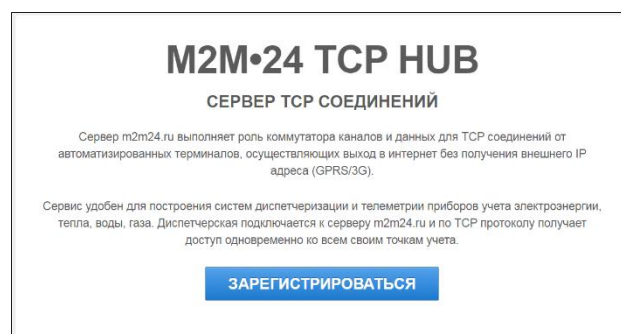 M2M•24 TCP HUB
СЕРВЕР TCP СОЕДИНЕНИЙ
Сервер m2m24.ru выполняет роль коммутатора каналов и данных для TCP соединений от
автоматизированных терминалов, осуществляющих выход в интернет без получения внешнего IP
адреса (GPRS/3G).
Сервис удобен для построения систем диспетчеризации и телеметрии приборов учета электроэнергии,
тепла, воды, газа. Диспетчерская подключается к серверу m2m24.ru и по TCP протоколу получает
доступ одновременно ко всем своим точкам учета.
ЗАРЕГИСТРИРОВАТЬСЯ